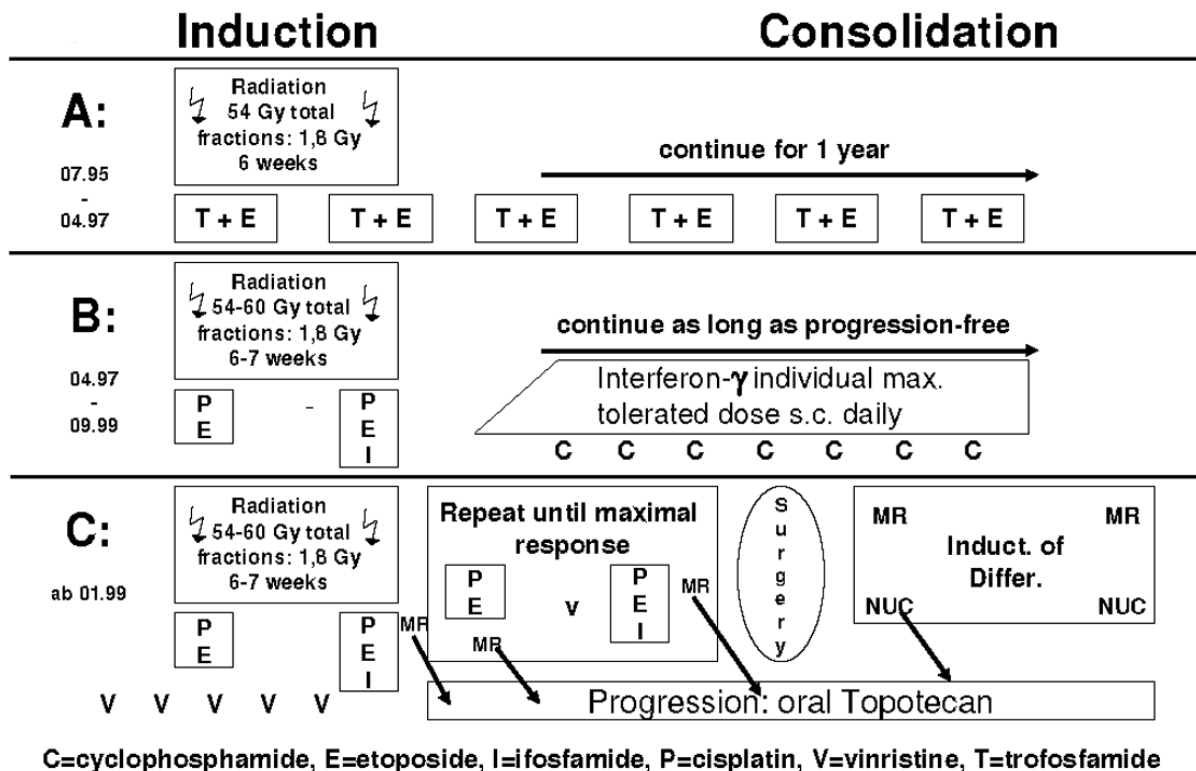 Induction Consolidation
A:
07.95
-
04.97
Radiation
54 Gy total
fractions: 1,8 Gy
6 weeks
continue for 1 year
T + E T + E T + E T + E T + E T + E
B:
04.97
-
09.99
Radiation
54-60 Gy total
fractions: 1,8 Gy
6-7 weeks
P
E
-
P
E
I
continue as long as progression-free
Interferon-γ individual max.
tolerated dose s.c. daily
C C C C C C C
C:
ab 01.99
Radiation
54-60 Gy total
fractions: 1,8 Gy
6-7 weeks
P
E
P
E
I
V V V V V
MR
Repeat until maximal
response
P
E
v
P
E
I
MR
MR
Surgery
MR MR
Induct. of
Differ.
NUC NUC
Progression: oral Topotecan
C=cyclophosphamide, E=etoposide, I=ifosfamide, P=cisplatin, V=vinristine, T=trofosfamide